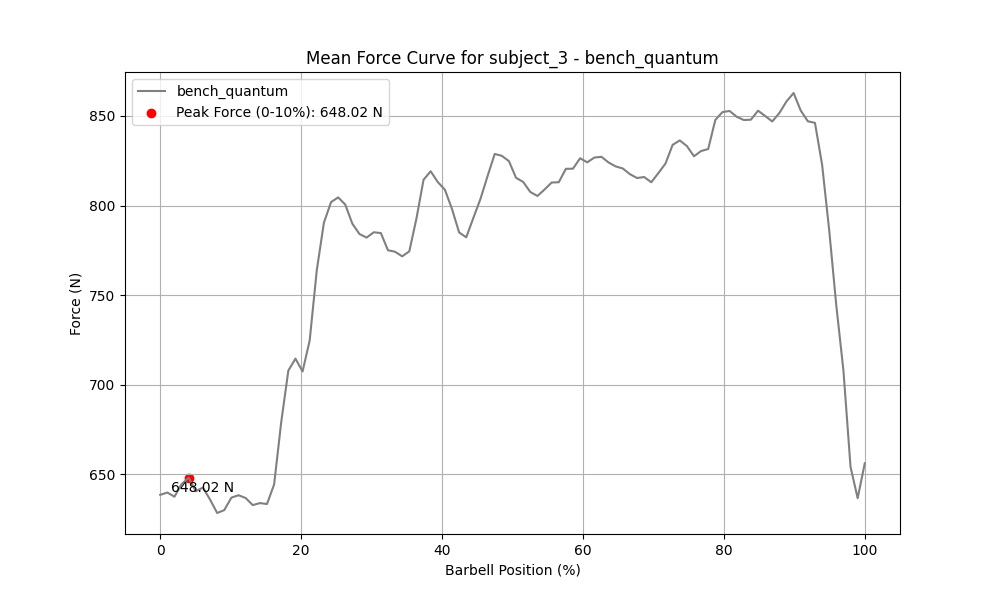 Mean Force Curve for subject_3 - bench_quantum
bench_quantum
Peak Force (0-10%): 648.02 N
850
800
750
700
650
Force (N)
648.02 N
0 20 40 60 80 100
Barbell Position (%)